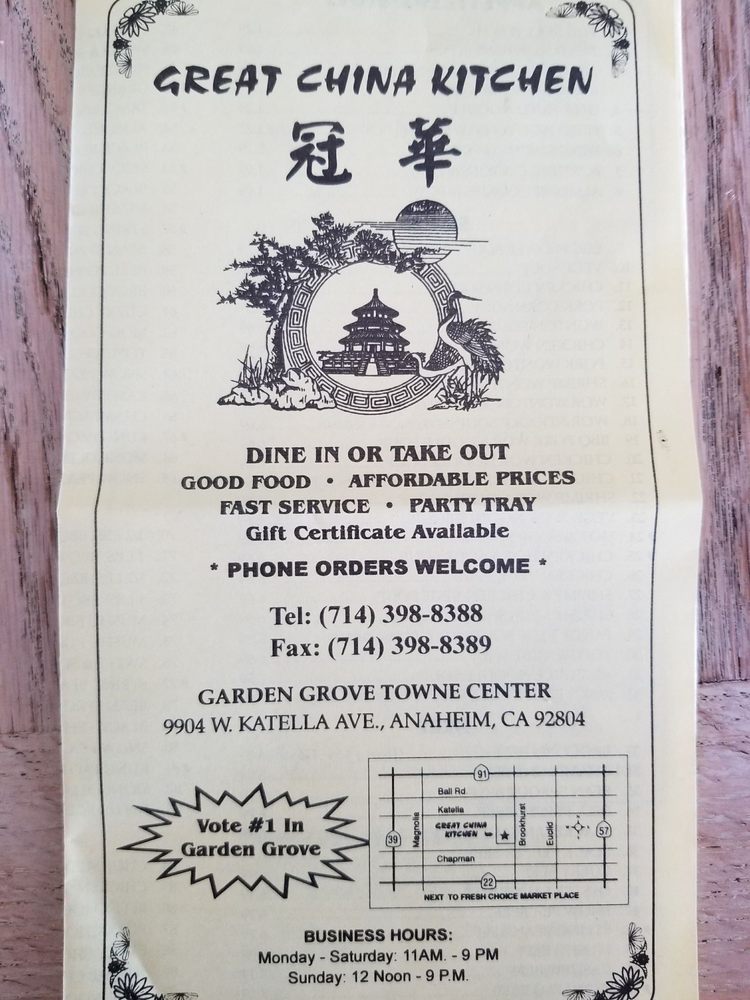 GREAT CHINA KITCHEN
冠華
DINE IN OR TAKE OUT
GOOD FOOD • AFFORDABLE PRICES
FAST SERVICE • PARTY TRAY
Gift Certificate Available
* PHONE ORDERS WELCOME *
Tel: (714) 398-8388
Fax: (714) 398-8389
GARDEN GROVE TOWNE CENTER
9904 W. KATELLA AVE., ANAHEIM, CA 92804
Vote #1 In
Garden Grove
91
Ball Rd
Katella
Magnolia
GREAT CHINA
KITCHEN
Brookhurst
Euclid
39
57
Chapman
22
NEXT TO FRESH CHOICE MARKET PLACE
BUSINESS HOURS:
Monday - Saturday: 11AM. - 9 PM
Sunday: 12 Noon - 9 P.M.